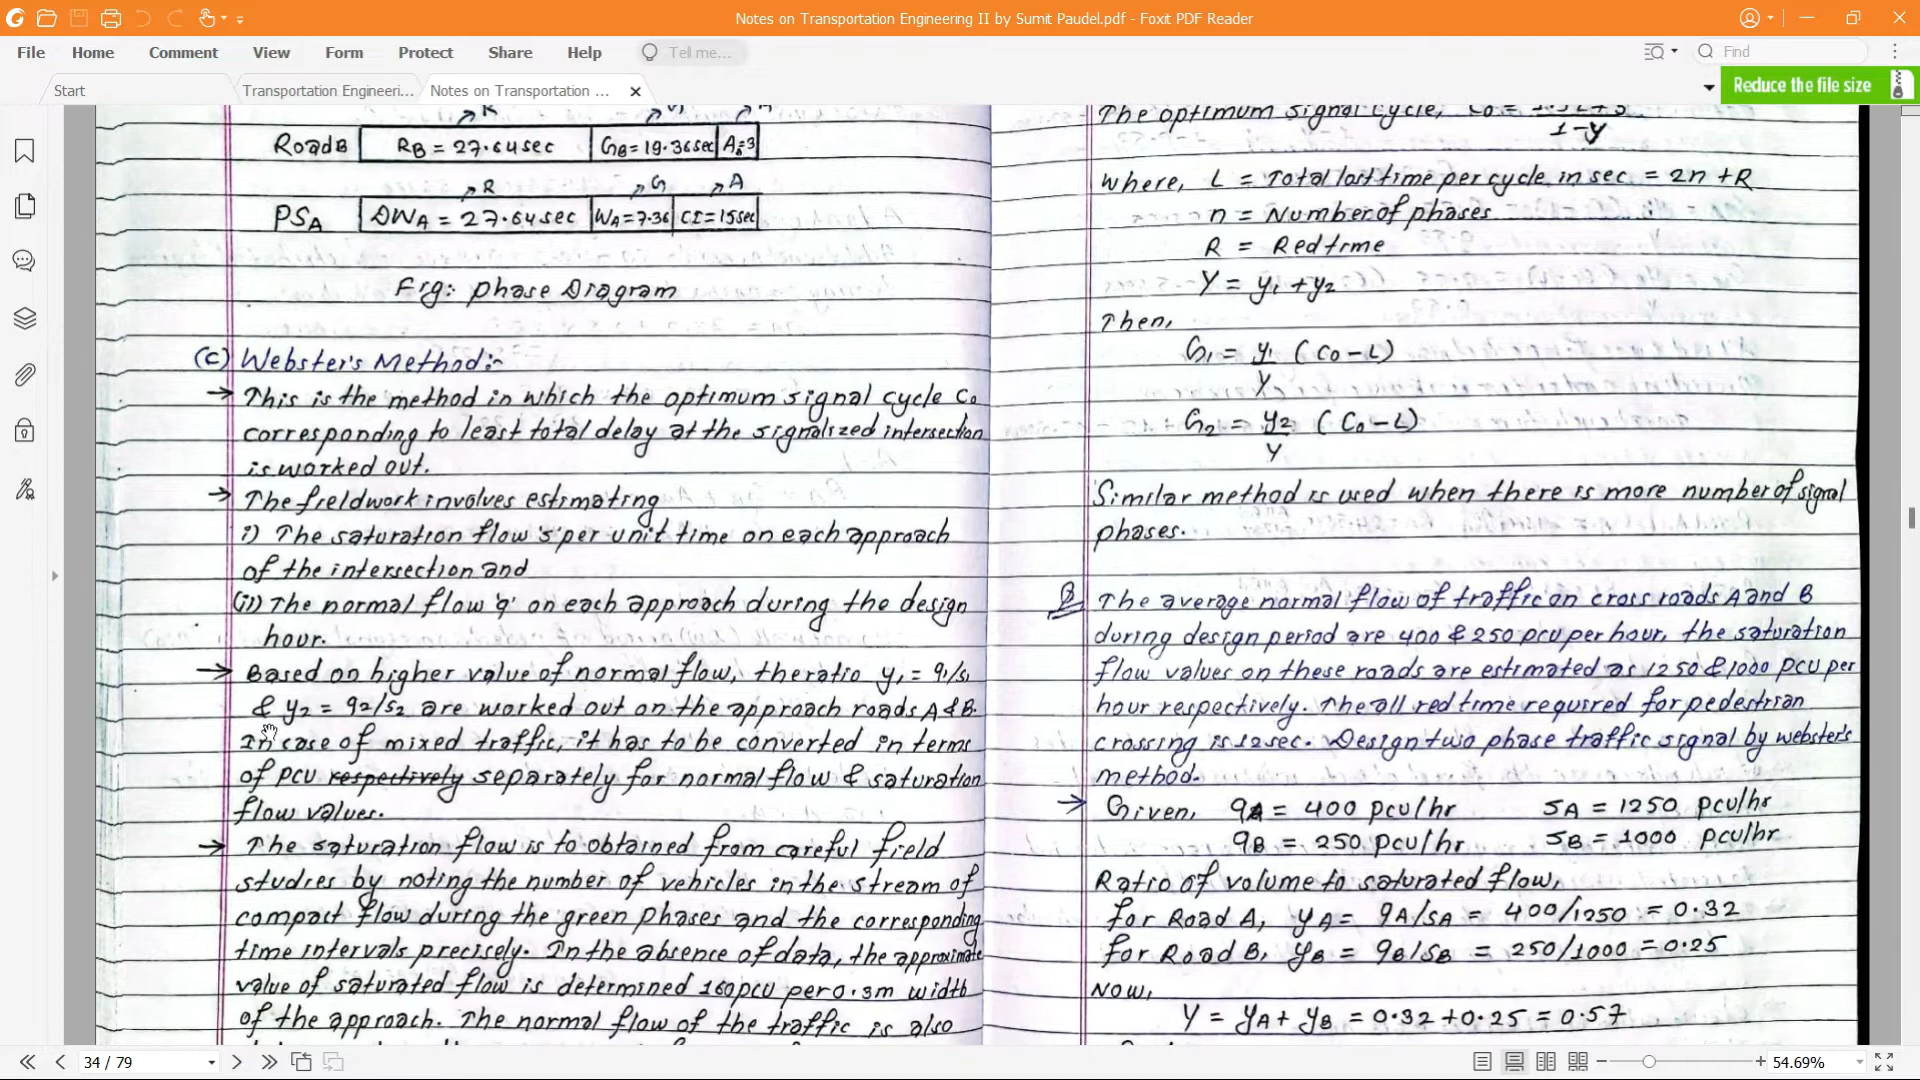 Notes on Transportation Engineering II by Sumit Paudel.pdf - Foxit PDF Reader
File Home Comment View Form Protect Share Help Tell me... Find
Start Transportation Engineeri... Notes on Transportation ...
Reduce the file size
R
Road B RB = 27.64sec GB = 19.36sec AB=3
R G A
PSA DWA = 27.64sec WA=7.36 CI=15sec
Fig: Phase Diagram
(c) Webster's Method:-
→ This is the method in which the optimum signal cycle Co
corresponding to least total delay at the signalized intersection
is worked out.
→ The fieldwork involves estimating
i) The saturation flow 's' per unit time on each approach
of the intersection and
(ii) The normal flow 'q' on each approach during the design
hour.
→ Based on higher value of normal flow, the ratio y1 = q1/s1
& y2 = q2/s2 are worked out on the approach roads A & B.
In case of mixed traffic, it has to be converted in terms
of PCU respectively separately for normal flow & saturation
flow values.
→ The saturation flow is to obtained from careful field
studies by noting the number of vehicles in the stream of
compact flow during the green phases and the corresponding
time intervals precisely. In the absence of data, the approximate
value of saturated flow is determined 160 pcu per 0.3m width
of the approach. The normal flow of the traffic is also
The optimum signal cycle, Co = 1.5L+5
1-Y
where, L = Total lost time per cycle in sec = 2n + R
n = Number of phases
R = Red time
Y = y1 + y2
Then,
G1 = y1 (Co - L)
Y
G2 = y2 (Co - L)
Y
Similar method is used when there is more number of signal
phases.
Q The average normal flow of traffic on cross roads A and B
during design period are 400 & 250 pcu per hour, the saturation
flow values on these roads are estimated as 1250 & 1000 PCU per
hour respectively. The all red time required for pedestrian
crossing is 12 sec. Design two phase traffic signal by webster's
method.
→ Given, qA = 400 pcu/hr SA = 1250 pcu/hr
qB = 250 pcu/hr SB = 1000 pcu/hr
Ratio of volume to saturated flow,
for Road A, yA = qA/sA = 400/1250 = 0.32
for Road B, yB = qB/sB = 250/1000 = 0.25
Now,
Y = yA + yB = 0.32 + 0.25 = 0.57
34 / 79 54.69%